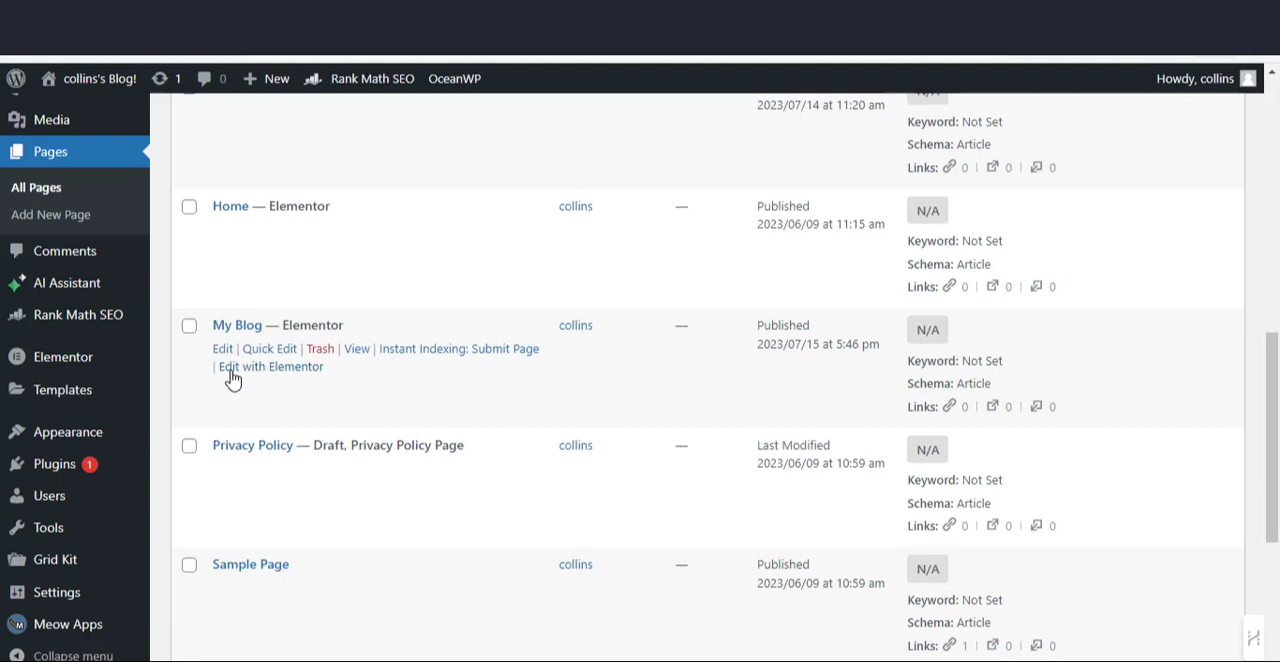 collins's Blog! 1 0 New Rank Math SEO OceanWP Howdy, collins
Media
Pages
All Pages
Add New Page
Comments
AI Assistant
Rank Math SEO
Elementor
Templates
Appearance
Plugins 1
Users
Tools
Grid Kit
Settings
Meow Apps
Collapse menu
N/A
2023/07/14 at 11:20 am
Keyword: Not Set
Schema: Article
Links: 0 | 0 | 0
Home — Elementor collins — Published N/A
2023/06/09 at 11:15 am
Keyword: Not Set
Schema: Article
Links: 0 | 0 | 0
My Blog — Elementor collins — Published N/A
2023/07/15 at 5:46 pm
Edit | Quick Edit | Trash | View | Instant Indexing: Submit Page
| Edit with Elementor
Keyword: Not Set
Schema: Article
Links: 0 | 0 | 0
Privacy Policy — Draft, Privacy Policy Page collins — Last Modified N/A
2023/06/09 at 10:59 am
Keyword: Not Set
Schema: Article
Links: 0 | 0 | 0
Sample Page collins — Published N/A
2023/06/09 at 10:59 am
Keyword: Not Set
Schema: Article
Links: 1 | 0 | 0